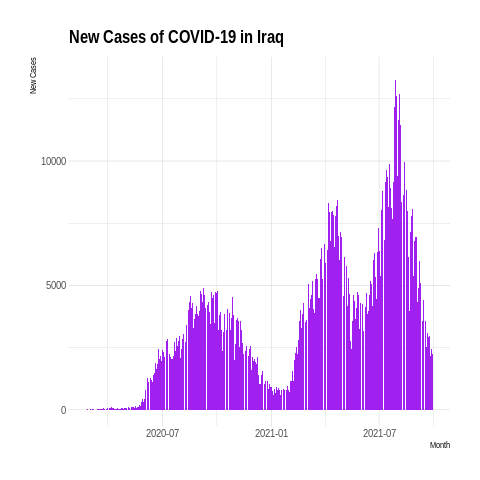 New Cases of COVID-19 in Iraq
New Cases
10000
5000
0
2020-07 2021-01 2021-07
Month